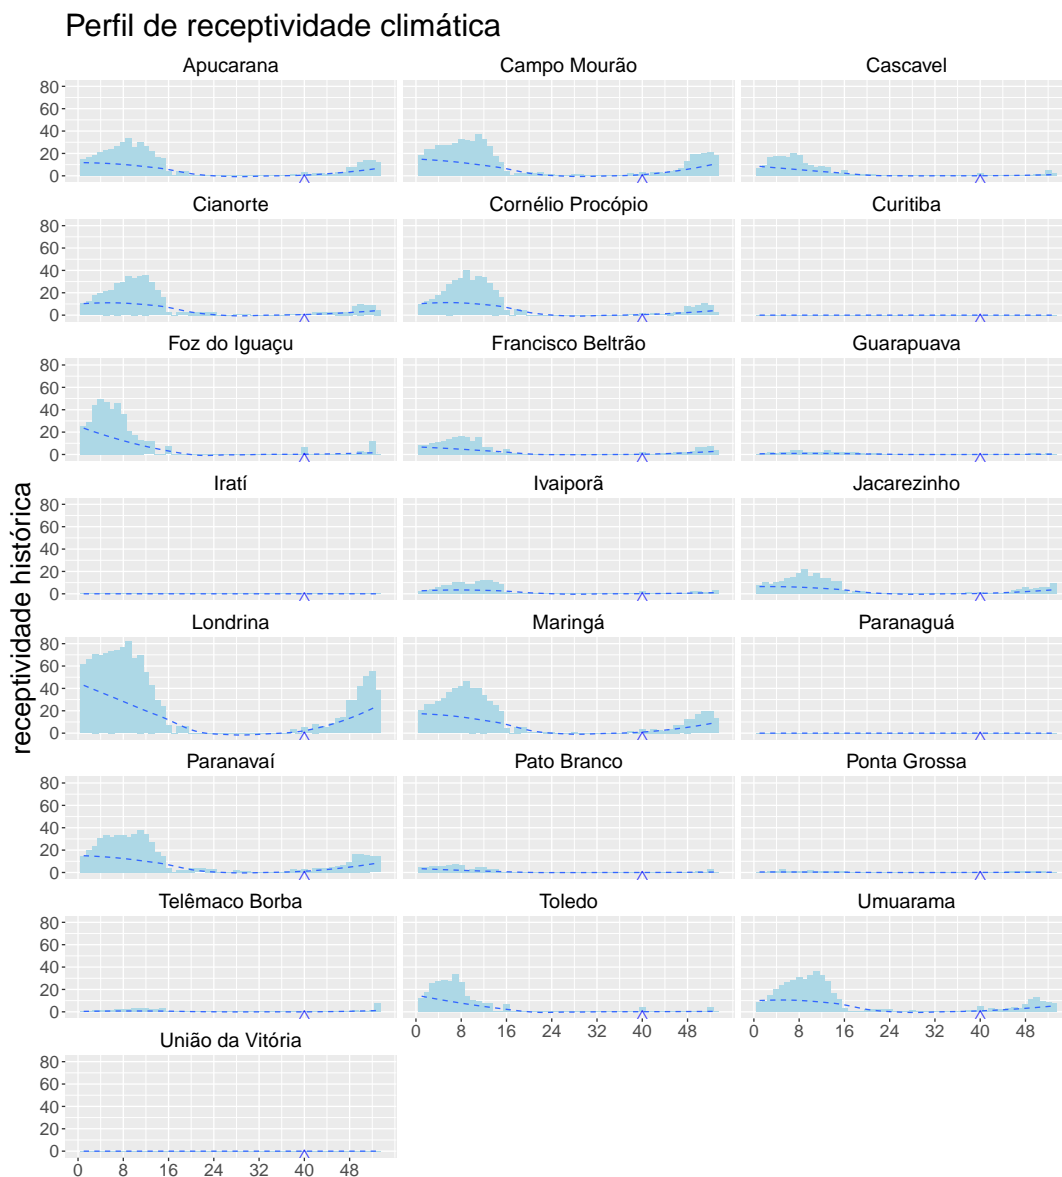 Perfil de receptividade climática
Apucarana
Campo Mourão
Cascavel
80
60
40
20
0
Cianorte
Cornélio Procópio
Curitiba
80
60
40
20
0
Foz do Iguaçu
Francisco Beltrão
Guarapuava
80
60
40
20
0
Iratí
Ivaiporã
Jacarezinho
80
60
40
20
0
receptividade histórica
Londrina
Maringá
Paranaguá
80
60
40
20
0
Paranavaí
Pato Branco
Ponta Grossa
80
60
40
20
0
Telêmaco Borba
Toledo
Umuarama
80
60
40
20
0
0 8 16 24 32 40 48
0 8 16 24 32 40 48
União da Vitória
80
60
40
20
0
0 8 16 24 32 40 48